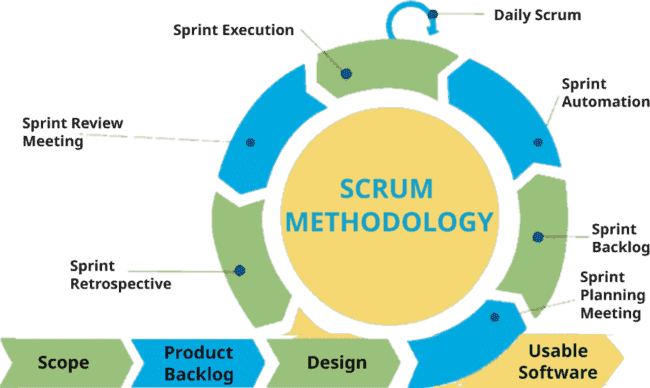 Daily Scrum
Sprint Execution
Sprint
Automation
Sprint Review
Meeting
SCRUM
METHODOLOGY
Sprint
Backlog
Sprint
Retrospective
Sprint
Planning
Meeting
Scope
Product
Backlog
Design
Usable
Software